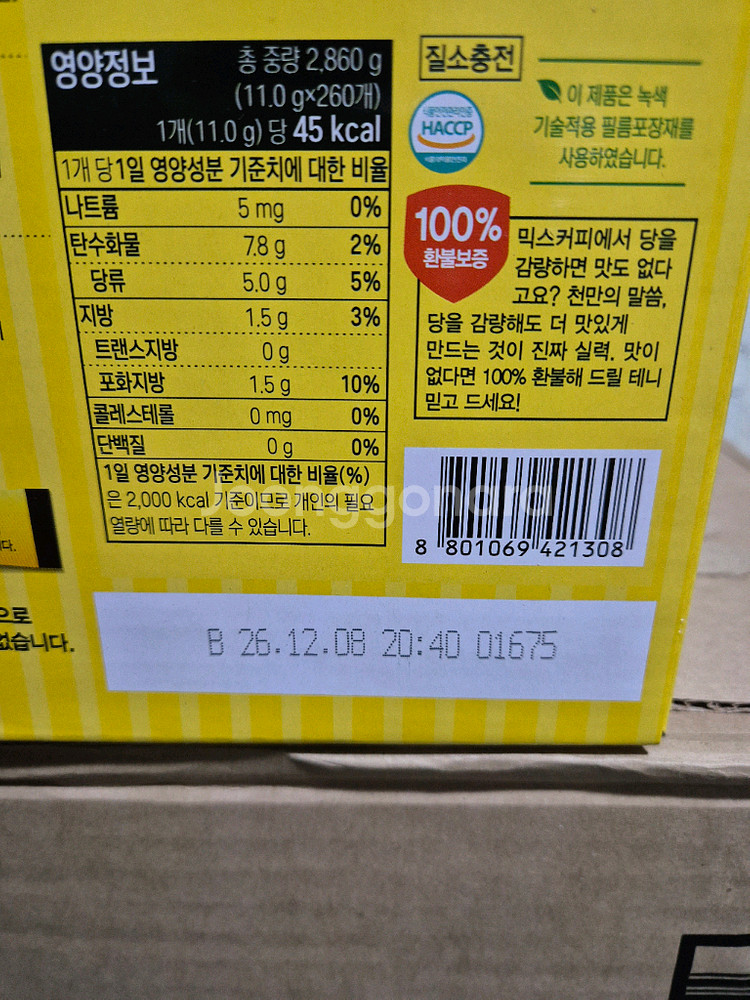 영양정보
총 중량 2,860 g
(11.0 g×260개)
1개(11.0 g) 당 45 kcal
1개 당 1일 영양성분 기준치에 대한 비율
나트륨 5 mg 0%
탄수화물 7.8 g 2%
당류 5.0 g 5%
지방 1.5 g 3%
트랜스지방 0 g
포화지방 1.5 g 10%
콜레스테롤 0 mg 0%
단백질 0 g 0%
1일 영양성분 기준치에 대한 비율(%)
은 2,000 kcal 기준이므로 개인의 필요
열량에 따라 다를 수 있습니다.
질소충전
HACCP
이 제품은 녹색
기술적용 필름포장재를
사용하였습니다.
100%
환불보증
믹스커피에서 당을
감량하면 맛도 없다
고요? 천만의 말씀,
당을 감량해도 더 맛있게
만드는 것이 진짜 실력. 맛이
없다면 100% 환불해 드릴 테니
믿고 드세요!
8 801069 421308
Joonggonara
다.
으로
없습니다.
B 26.12.08 20:40 01675